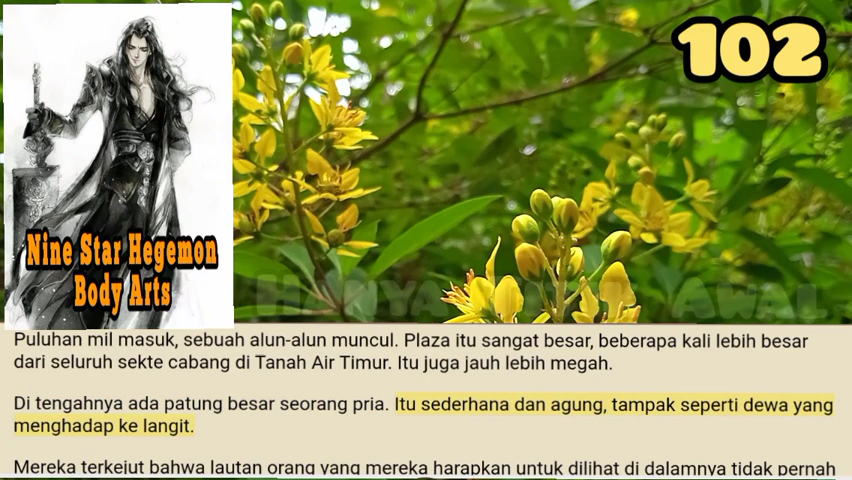 102
Nine Star Hegemon
Body Arts
Hanya Awal
Puluhan mil masuk, sebuah alun-alun muncul. Plaza itu sangat besar, beberapa kali lebih besar
dari seluruh sekte cabang di Tanah Air Timur. Itu juga jauh lebih megah.
Di tengahnya ada patung besar seorang pria. Itu sederhana dan agung, tampak seperti dewa yang
menghadap ke langit.
Mereka terkejut bahwa lautan orang yang mereka harapkan untuk dilihat di dalamnya tidak pernah